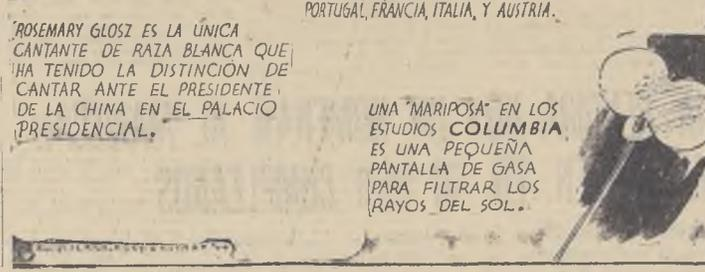 PORTUGAL, FRANCIA, ITALIA, Y AUSTRIA.
ROSEMARY GLOSZ ES LA UNICA
CANTANTE DE RAZA BLANCA QUE
HA TENIDO LA DISTINCIÓN DE
CANTAR ANTE EL PRESIDENTE
DE LA CHINA EN EL PALACIO
PRESIDENCIAL.
UNA "MARIPOSA" EN LOS
ESTUDIOS COLUMBIA
ES UNA PEQUEÑA
PANTALLA DE GASA
PARA FILTRAR LOS
RAYOS DEL SOL.